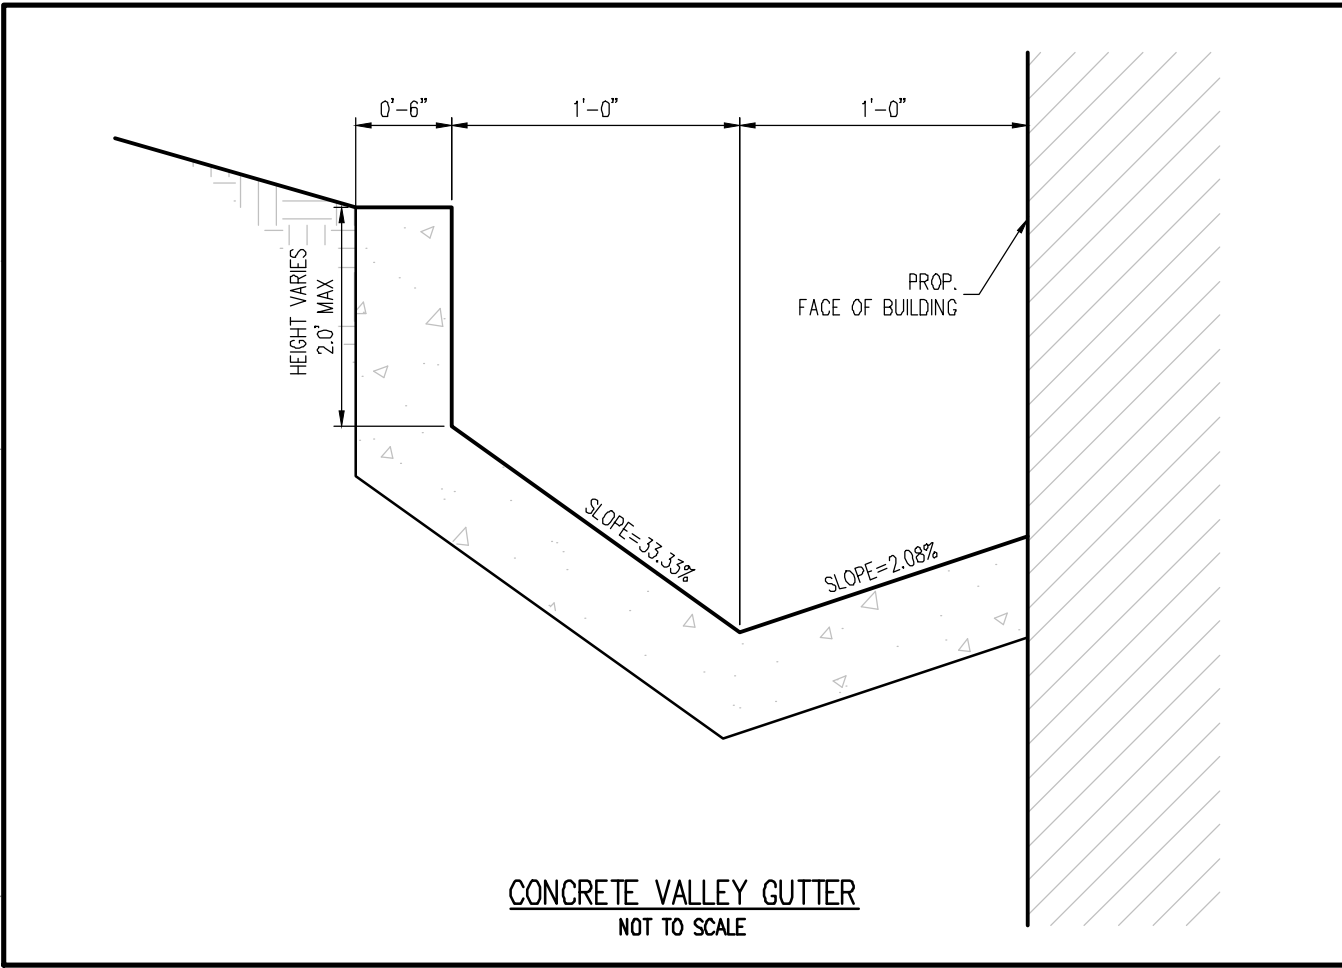 0'-6"
1'-0"
1'-0"
HEIGHT VARIES
2.0' MAX
PROP.
FACE OF BUILDING
SLOPE=33.33%
SLOPE=2.08%
CONCRETE VALLEY GUTTER
NOT TO SCALE